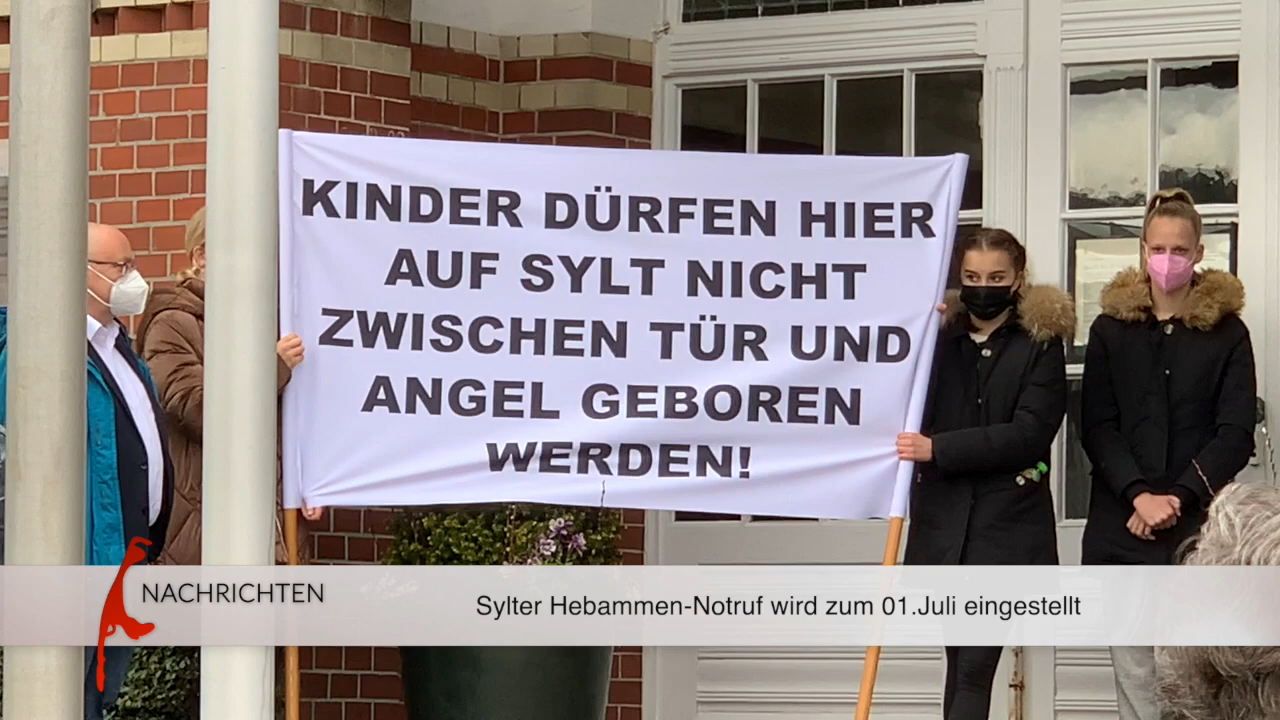 KINDER DÜRFEN HIER
AUF SYLT NICHT
ZWISCHEN TÜR UND
ANGEL GEBOREN
WERDEN!
NACHRICHTEN
Sylter Hebammen-Notruf wird zum 01.Juli eingestellt